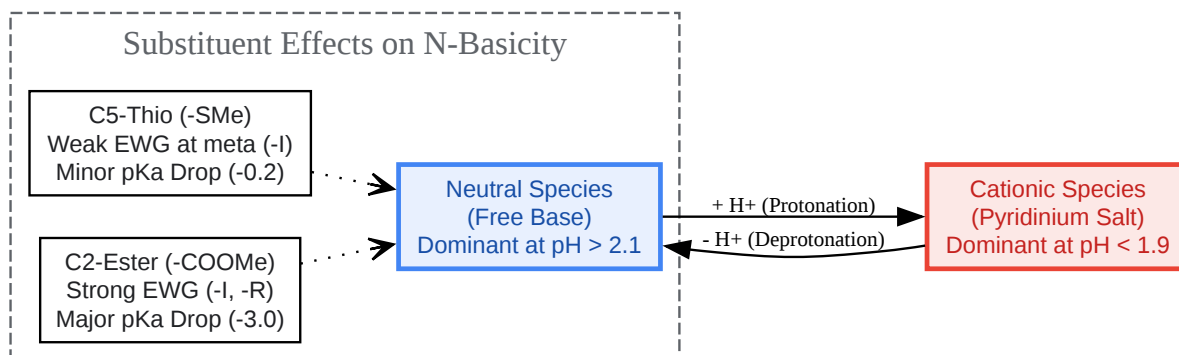 Substituent Effects on N-Basicity
C5-Thio (-SMe)
Weak EWG at meta (-I)
Minor pKa Drop (-0.2)
C2-Ester (-COOMe)
Strong EWG (-I, -R)
Major pKa Drop (-3.0)
Neutral Species
(Free Base)
Dominant at pH > 2.1
+ H+ (Protonation)
- H+ (Deprotonation)
Cationic Species
(Pyridinium Salt)
Dominant at pH < 1.9